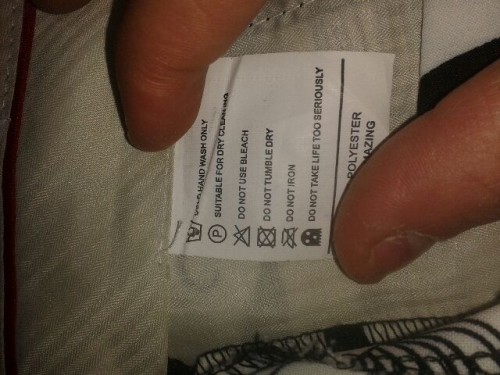 HAND WASH ONLY
SUITABLE FOR DRY CLEANING
DO NOT USE BLEACH
DO NOT TUMBLE DRY
DO NOT IRON
DO NOT TAKE LIFE TOO SERIOUSLY
POLYESTER